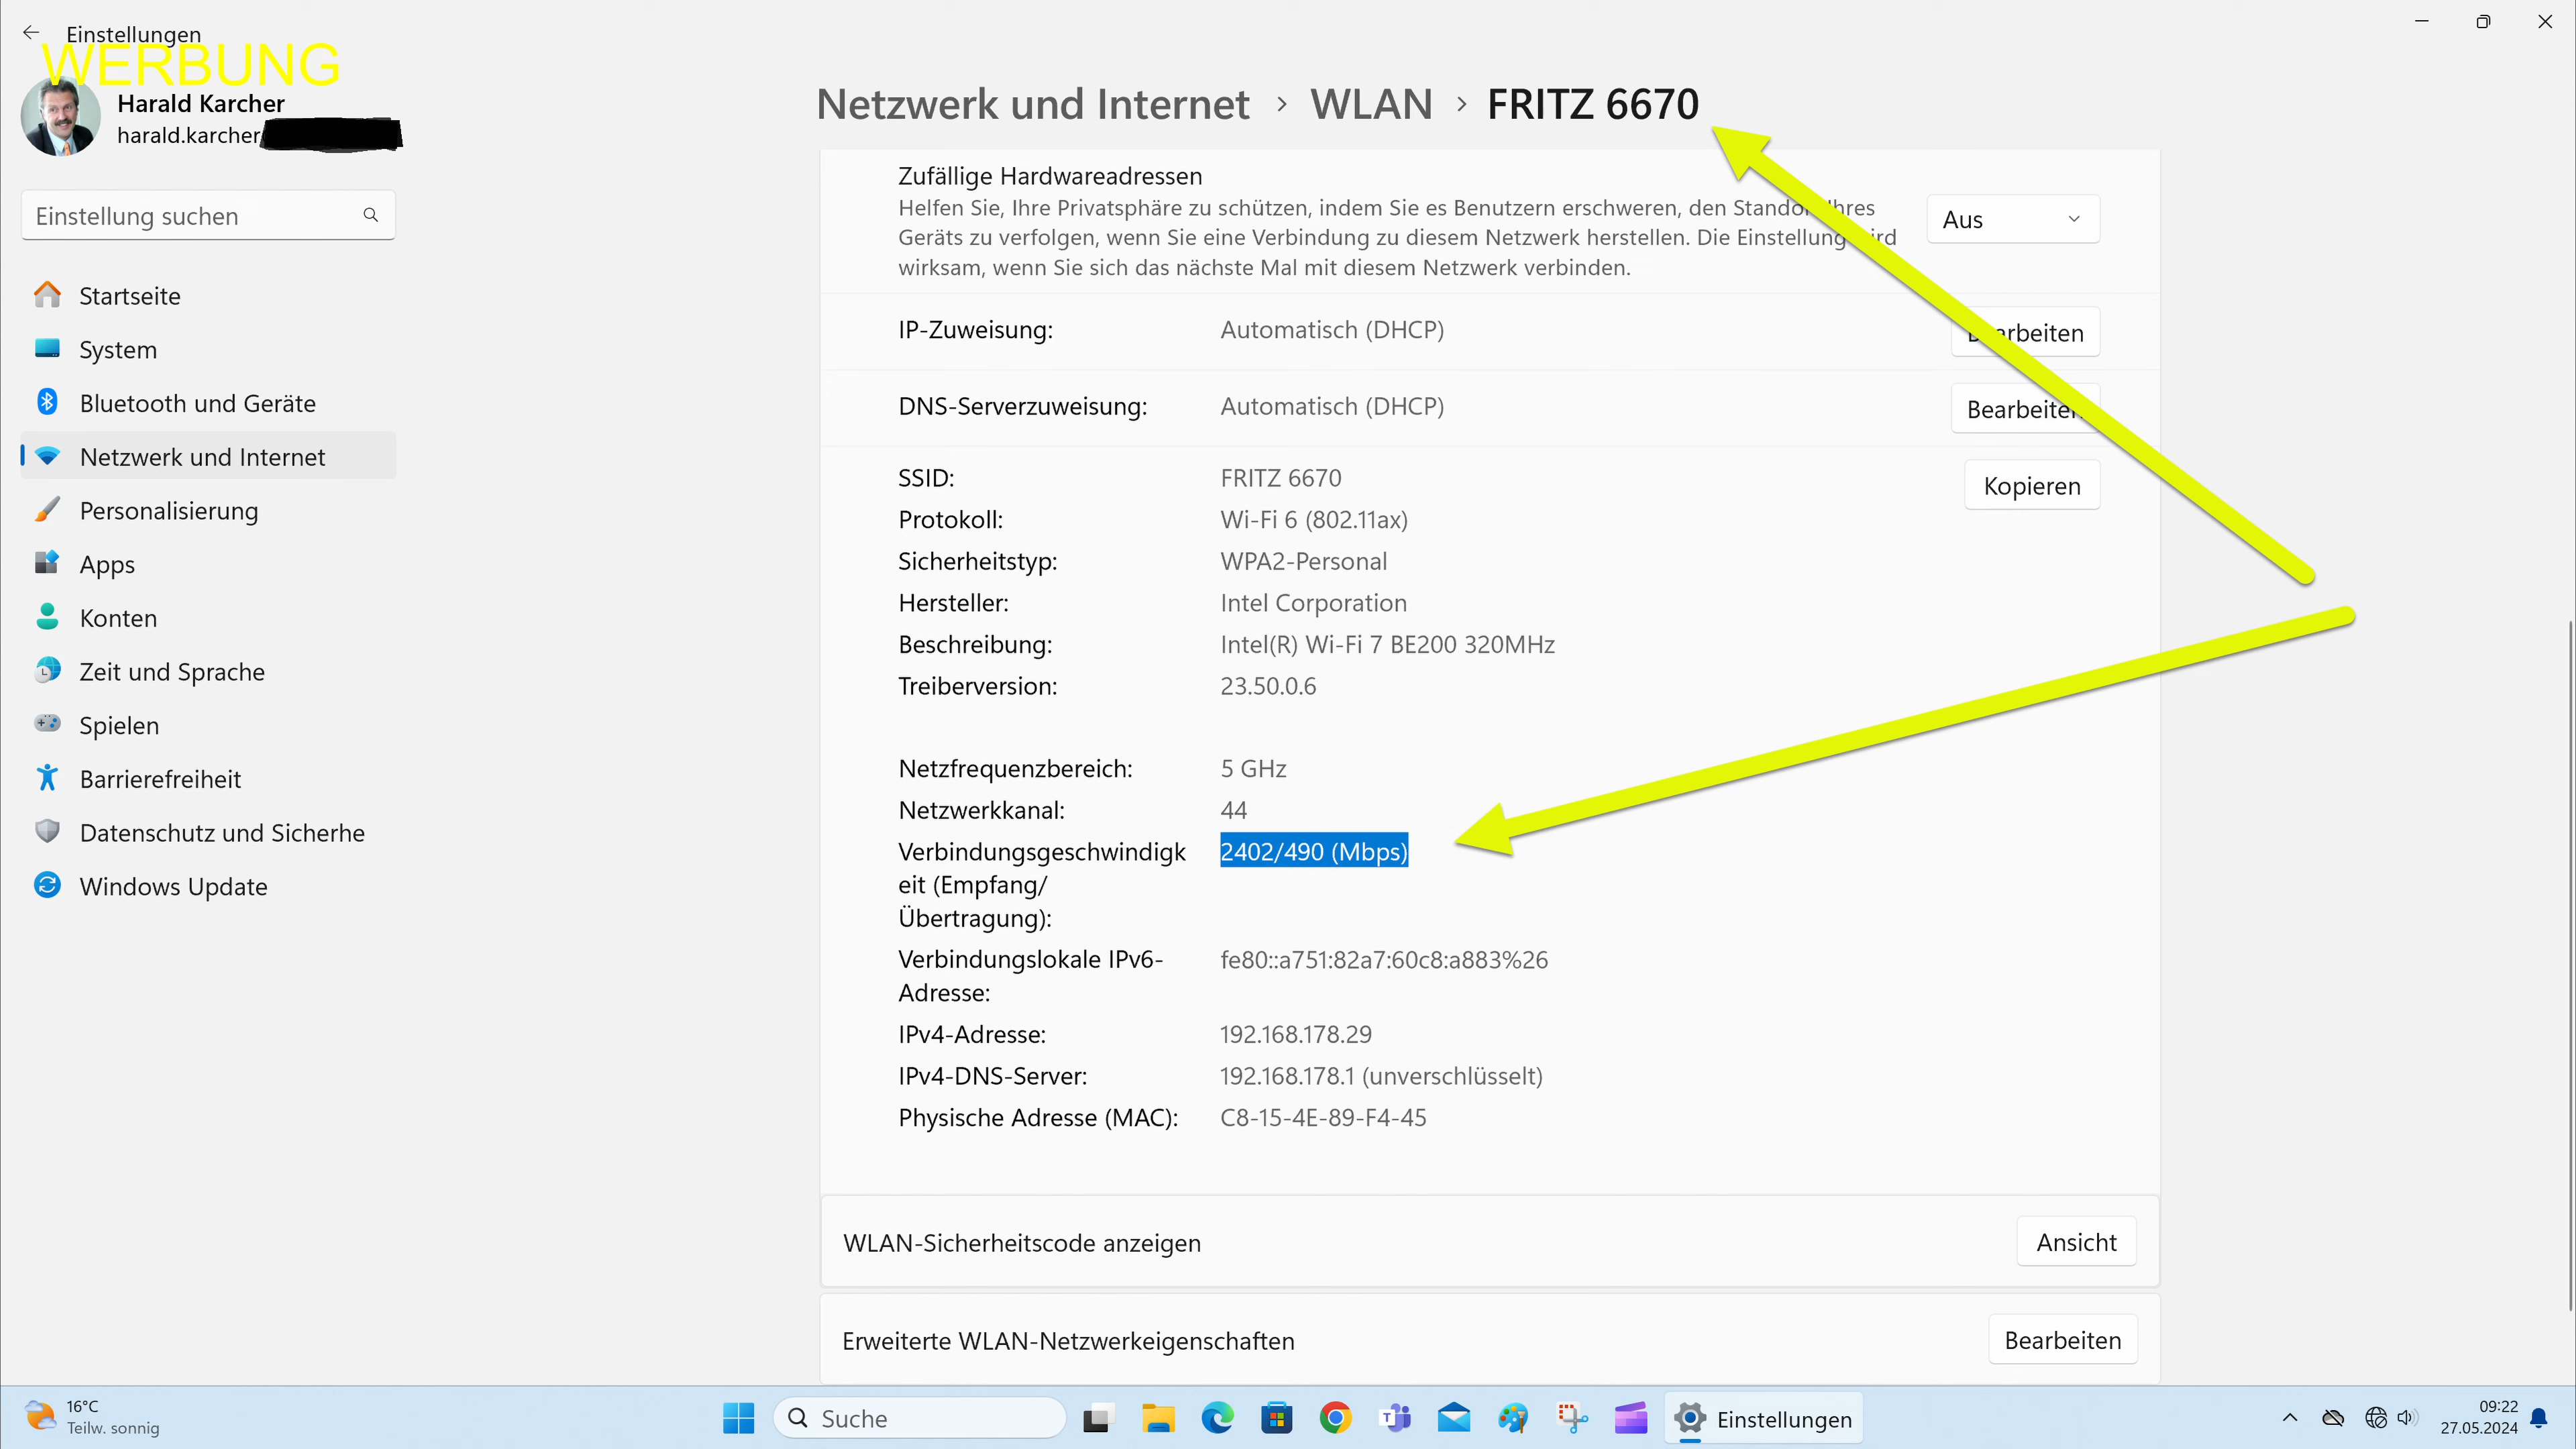 Einstellungen
WERBUNG
Harald Karcher
harald.karcher
Einstellung suchen
Startseite
System
Bluetooth und Geräte
Netzwerk und Internet
Personalisierung
Apps
Konten
Zeit und Sprache
Spielen
Barrierefreiheit
Datenschutz und Sicherhe
Windows Update
Netzwerk und Internet > WLAN > FRITZ 6670
Zufällige Hardwareadressen
Helfen Sie, Ihre Privatsphäre zu schützen, indem Sie es Benutzern erschweren, den Standort Ihres
Geräts zu verfolgen, wenn Sie eine Verbindung zu diesem Netzwerk herstellen. Die Einstellung wird
wirksam, wenn Sie sich das nächste Mal mit diesem Netzwerk verbinden.
Aus
IP-Zuweisung: Automatisch (DHCP) Bearbeiten
DNS-Serverzuweisung: Automatisch (DHCP) Bearbeiten
SSID: FRITZ 6670 Kopieren
Protokoll: Wi-Fi 6 (802.11ax)
Sicherheitstyp: WPA2-Personal
Hersteller: Intel Corporation
Beschreibung: Intel(R) Wi-Fi 7 BE200 320MHz
Treiberversion: 23.50.0.6
Netzfrequenzbereich: 5 GHz
Netzwerkkanal: 44
Verbindungsgeschwindigk 2402/490 (Mbps)
eit (Empfang/
Übertragung):
Verbindungslokale IPv6- fe80::a751:82a7:60c8:a883%26
Adresse:
IPv4-Adresse: 192.168.178.29
IPv4-DNS-Server: 192.168.178.1 (unverschlüsselt)
Physische Adresse (MAC): C8-15-4E-89-F4-45
WLAN-Sicherheitscode anzeigen Ansicht
Erweiterte WLAN-Netzwerkeigenschaften Bearbeiten
16°C
Teilw. sonnig
Suche
Einstellungen
09:22
27.05.2024